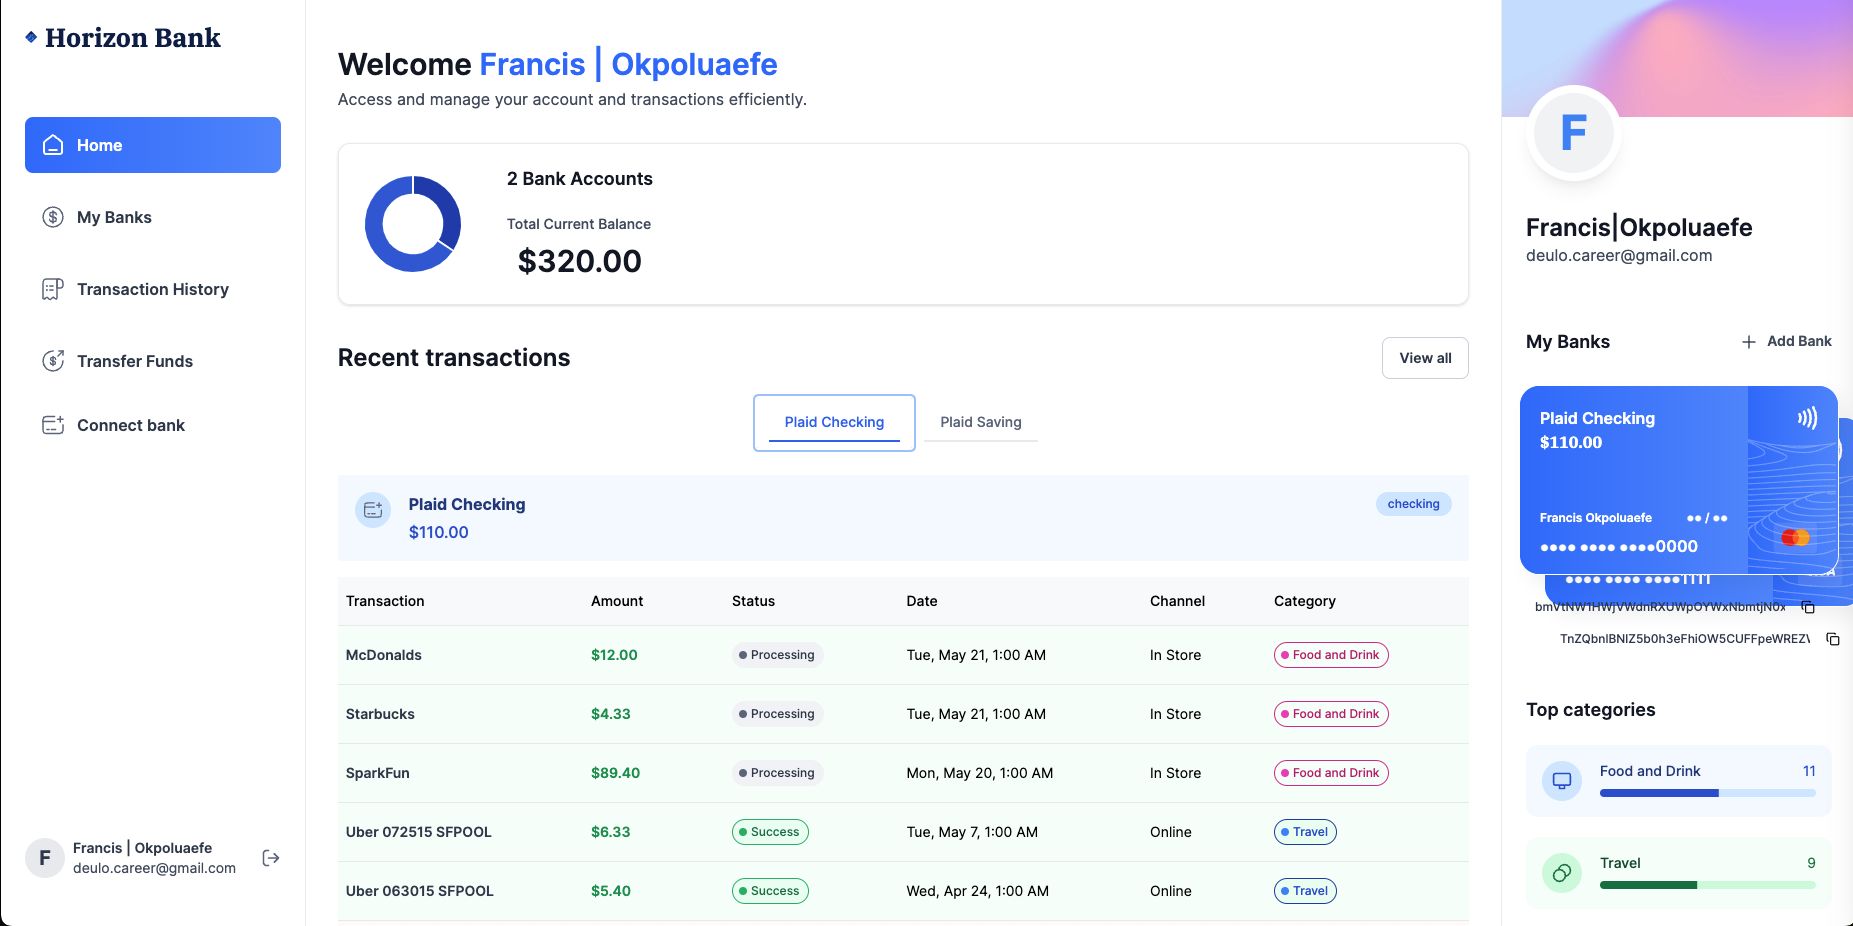 Horizon Bank
Home
My Banks
Transaction History
Transfer Funds
Connect bank
F
Francis | Okpoluaefe
deulo.career@gmail.com
Welcome Francis | Okpoluaefe
Access and manage your account and transactions efficiently.
2 Bank Accounts
Total Current Balance
$320.00
Recent transactions
View all
Plaid Checking
Plaid Saving
Plaid Checking
checking
$110.00
Transaction Amount Status Date Channel Category
McDonalds $12.00 Processing Tue, May 21, 1:00 AM In Store Food and Drink
Starbucks $4.33 Processing Tue, May 21, 1:00 AM In Store Food and Drink
SparkFun $89.40 Processing Mon, May 20, 1:00 AM In Store Food and Drink
Uber 072515 SFPOOL $6.33 Success Tue, May 7, 1:00 AM Online Travel
Uber 063015 SFPOOL $5.40 Success Wed, Apr 24, 1:00 AM Online Travel
F
Francis|Okpoluaefe
deulo.career@gmail.com
My Banks
Add Bank
Plaid Checking
$110.00
Francis Okpoluaefe ●● / ●●
●●●● ●●●● ●●●●0000
●●●● ●●●● ●●●●1111
Top categories
Food and Drink 11
Travel 9